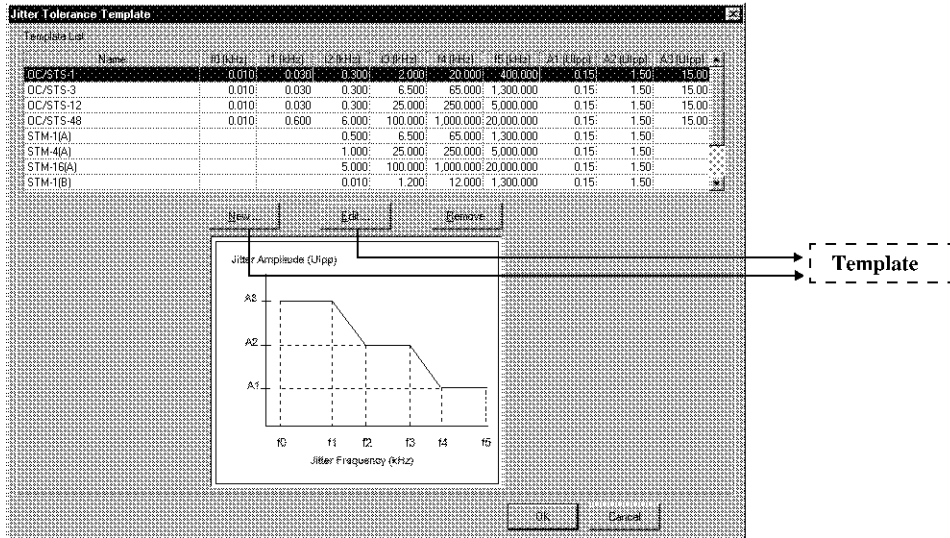 Jitter Tolerance Template
Template List
Name f0 (kHz) f1 (kHz) f2 (kHz) f3 (kHz) f4 (kHz) f5 (kHz) A1 (UIpp) A2 (UIpp) A3 (UIpp)
OC/STS-1 0.010 0.030 0.300 2.000 20.000 400.000 0.15 1.50 15.00
OC/STS-3 0.010 0.030 0.300 6.500 65.000 1,300.000 0.15 1.50 15.00
OC/STS-12 0.010 0.030 0.300 25.000 250.000 5,000.000 0.15 1.50 15.00
OC/STS-48 0.010 0.600 6.000 100.000 1,000.000 20,000.000 0.15 1.50 15.00
STM-1(A) 0.500 6.500 65.000 1,300.000 0.15 1.50
STM-4(A) 1.000 25.000 250.000 5,000.000 0.15 1.50
STM-16(A) 5.000 100.000 1,000.000 20,000.000 0.15 1.50
STM-1(B) 0.010 1.200 12.000 1,300.000 0.15 1.50
New... Edit... Remove
Jitter Amplitude (UIpp)
A3
A2
A1
f0 f1 f2 f3 f4 f5
Jitter Frequency (kHz)
Template
OK Cancel